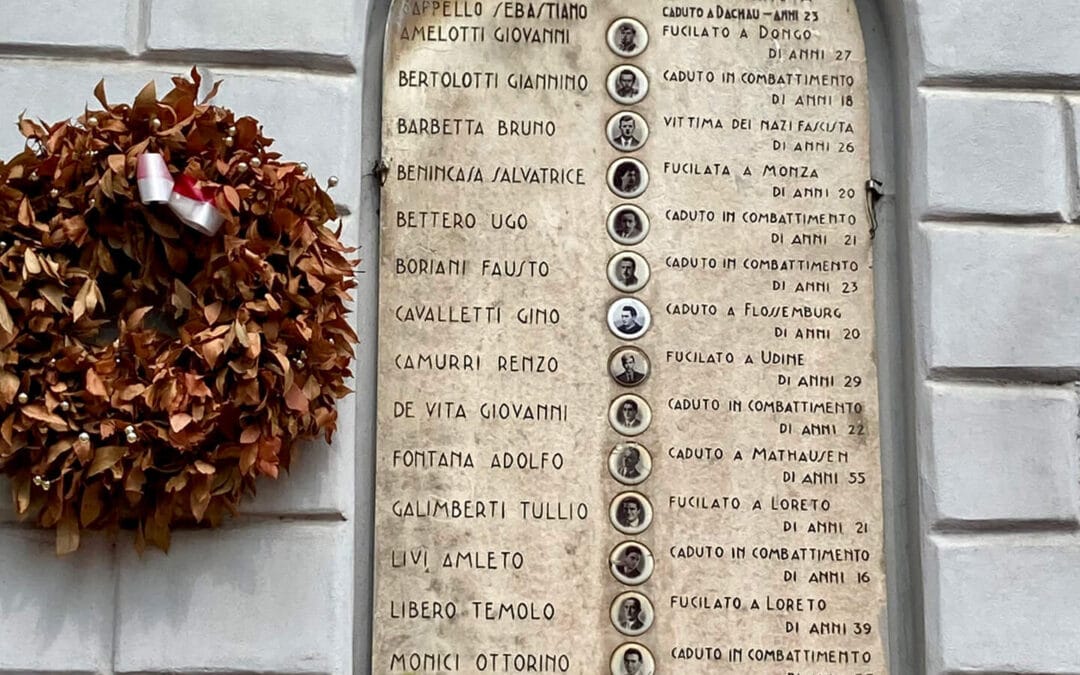 CAPPELLO SEBASTIANO CADUTO A DACHAU – ANNI 23
AMELOTTI GIOVANNI FUCILATO A DONGO
DI ANNI 27
BERTOLOTTI GIANNINO CADUTO IN COMBATTIMENTO
DI ANNI 18
BARBETTA BRUNO VITTIMA DEI NAZI FASCISTA
DI ANNI 26
BENINCASA SALVATRICE FUCILATA A MONZA
DI ANNI 20
BETTERO UGO CADUTO IN COMBATTIMENTO
DI ANNI 21
BORIANI FAUSTO CADUTO IN COMBATTIMENTO
DI ANNI 23
CAVALLETTI GINO CADUTO A FLOSSEMBURG
DI ANNI 20
CAMURRI RENZO FUCILATO A UDINE
DI ANNI 29
DE VITA GIOVANNI CADUTO IN COMBATTIMENTO
DI ANNI 22
FONTANA ADOLFO CADUTO A MATHAUSEN
DI ANNI 55
GALIMBERTI TULLIO FUCILATO A LORETO
DI ANNI 21
LIVI AMLETO CADUTO IN COMBATTIMENTO
DI ANNI 16
LIBERO TEMOLO FUCILATO A LORETO
DI ANNI 39
MONICI OTTORINO CADUTO IN COMBATTIMENTO